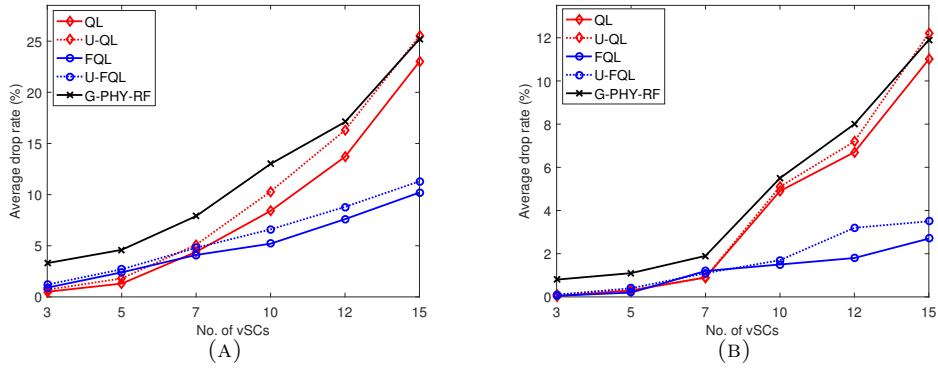 QL
U-QL
FQL
U-FQL
G-PHY-RF
25
20
15
10
5
0
Average drop rate (%)
3 5 7 10 12 15
No. of vSCs
(A)
QL
U-QL
FQL
U-FQL
G-PHY-RF
12
10
8
6
4
2
0
Average drop rate (%)
3 5 7 10 12 15
No. of vSCs
(B)